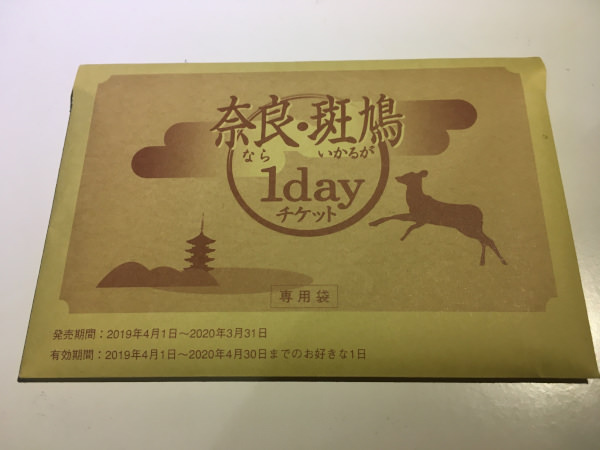 奈良・斑鳩
なら いかるが
1day
チケット
専用袋
発売期間：2019年4月1日～2020年3月31日
有効期間：2019年4月1日～2020年4月30日までのお好きな1日